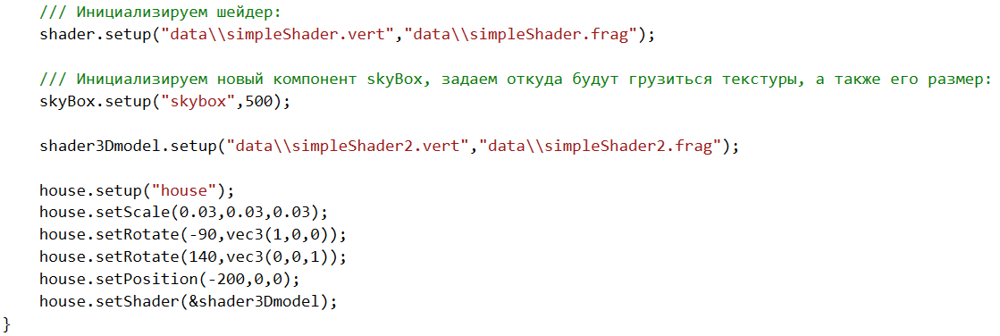 /// Инициализируем шейдер:
shader.setup("data\\simpleShader.vert","data\\simpleShader.frag");
/// Инициализируем новый компонент skyBox, задаем откуда будут грузиться текстуры, а также его размер:
skyBox.setup("skybox",500);
shader3Dmodel.setup("data\\simpleShader2.vert","data\\simpleShader2.frag");
house.setup("house");
house.setScale(0.03,0.03,0.03);
house.setRotate(-90,vec3(1,0,0));
house.setRotate(140,vec3(0,0,1));
house.setPosition(-200,0,0);
house.setShader(&shader3Dmodel);
}